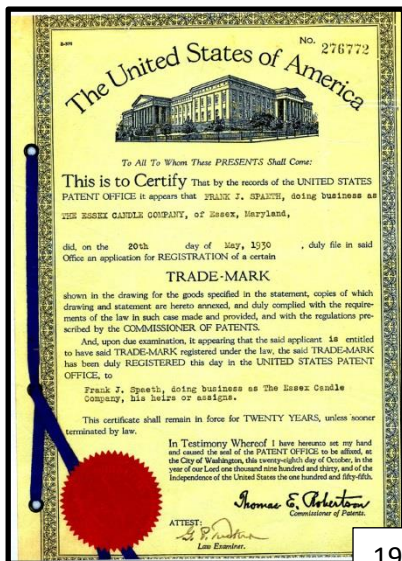 No. 276772
The United States of America
To All To Whom These PRESENTS Shall Come:
This is to Certify That by the records of the UNITED STATES
PATENT OFFICE it appears that FRANK J. SPAETH, doing business as
THE ESSEX CANDLE COMPANY, of Essex, Maryland,
did, on the 20th day of May, 1930 , duly file in said
Office an application for REGISTRATION of a certain
TRADE-MARK
shown in the drawing for the goods specified in the statement, copies of which
drawing and statement are hereto annexed, and duly complied with the require-
ments of the law in such case made and provided, and with the regulations pre-
scribed by the COMMISSIONER OF PATENTS.
And, upon due examination, it appearing that the said applicant is entitled
to have said TRADE-MARK registered under the law, the said TRADE-MARK
has been duly REGISTERED this day in the UNITED STATES PATENT
OFFICE, to
Frank J. Spaeth, doing business as The Essex Candle
Company, his heirs or assigns.
This certificate shall remain in force for TWENTY YEARS, unless sooner
terminated by law.
In Testimony Whereof I have hereunto set my hand
and caused the seal of the PATENT OFFICE to be affixed, at
the City of Washington, this twenty-eighth day of October, in the
year of our Lord one thousand nine hundred and thirty, and of the
Independence of the United States the one hundred and fifty-fifth.
Thomas E. Robertson
Commissioner of Patents.
ATTEST:
Law Examiner.
19